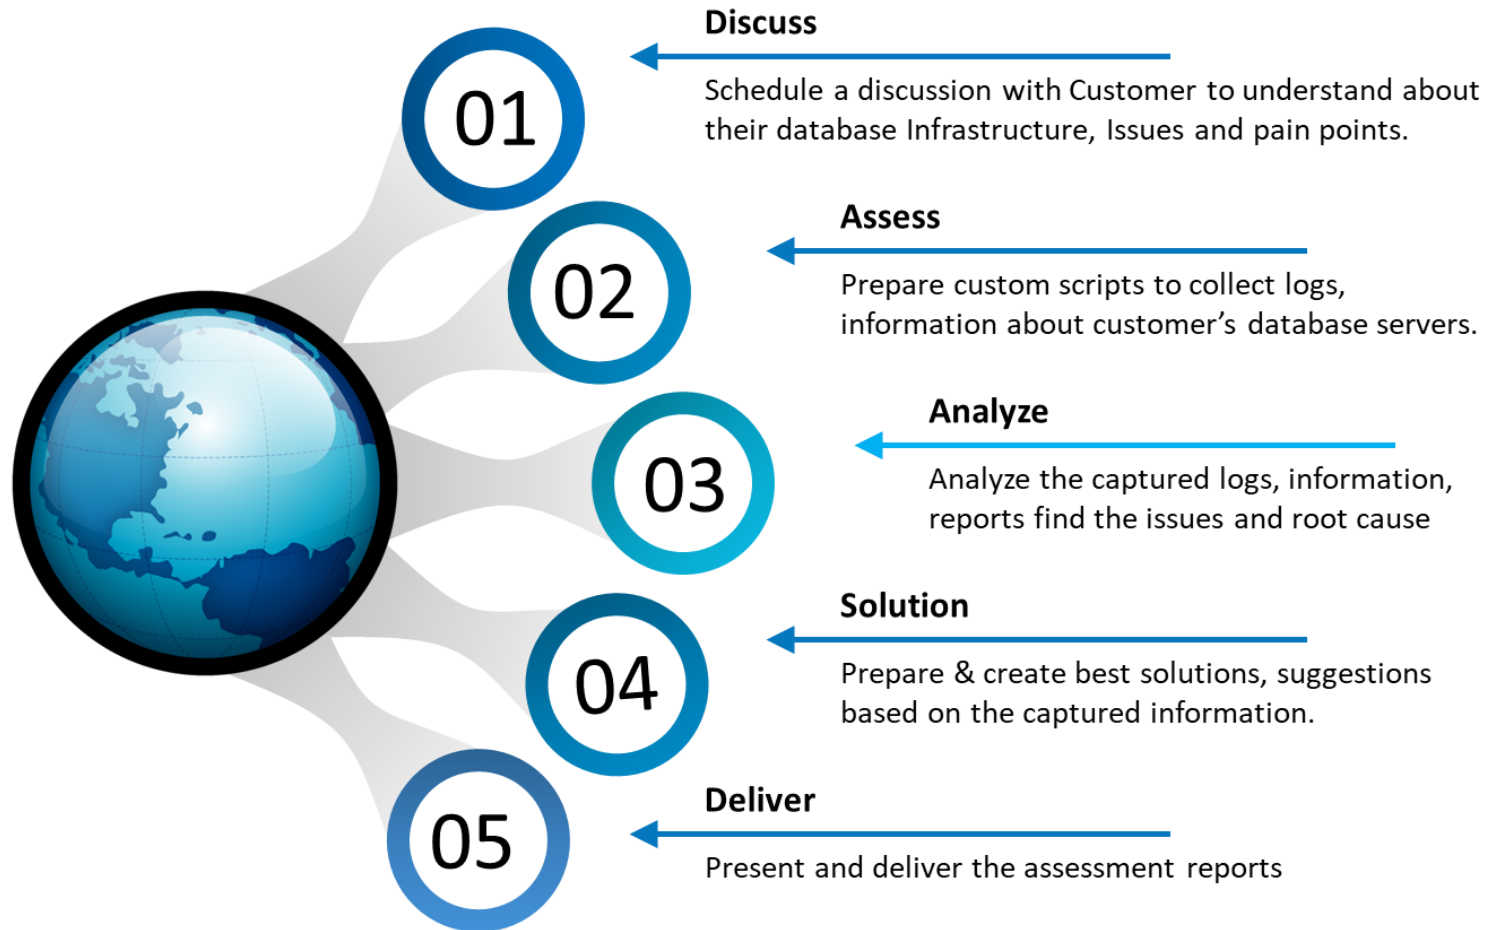 01
Discuss
Schedule a discussion with Customer to understand about
their database Infrastructure, Issues and pain points.
02
Assess
Prepare custom scripts to collect logs,
information about customer’s database servers.
03
Analyze
Analyze the captured logs, information,
reports find the issues and root cause
04
Solution
Prepare & create best solutions, suggestions
based on the captured information.
05
Deliver
Present and deliver the assessment reports